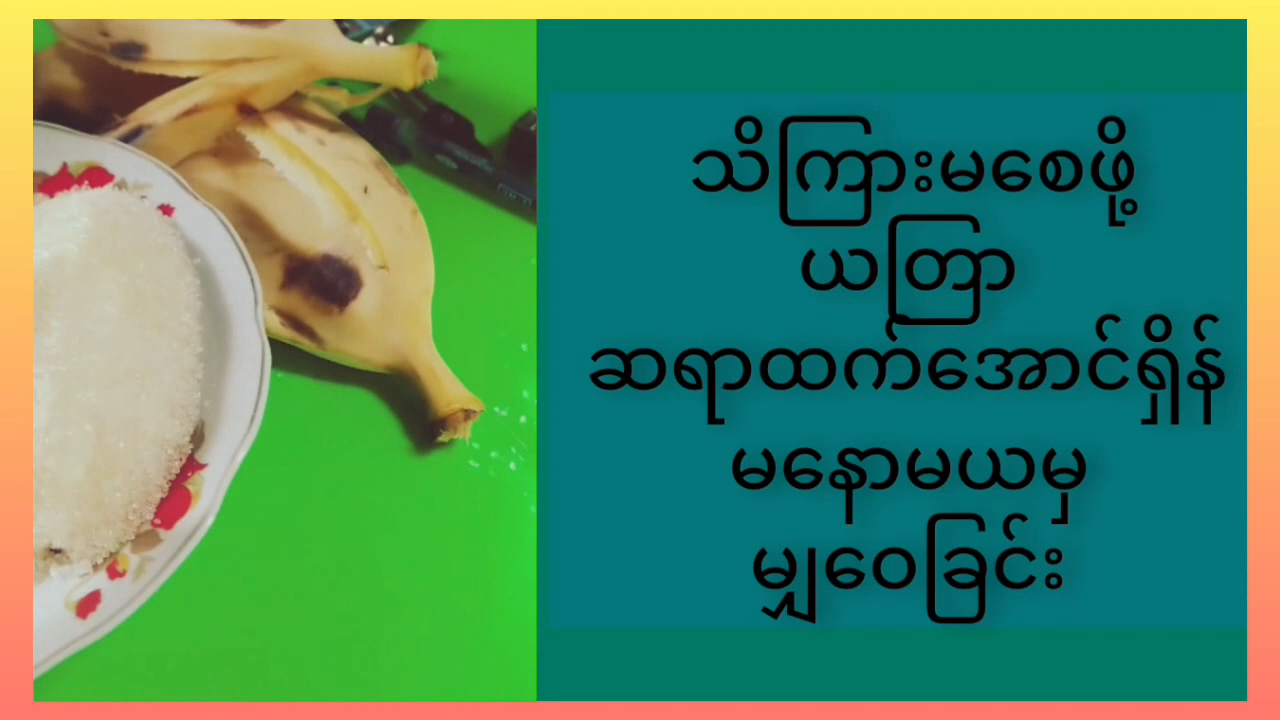 သိကြားမစေဖို့
ယတြာ
ဆရာထက်အောင်ရှိန်
မနောမယမှ
မျှဝေခြင်း